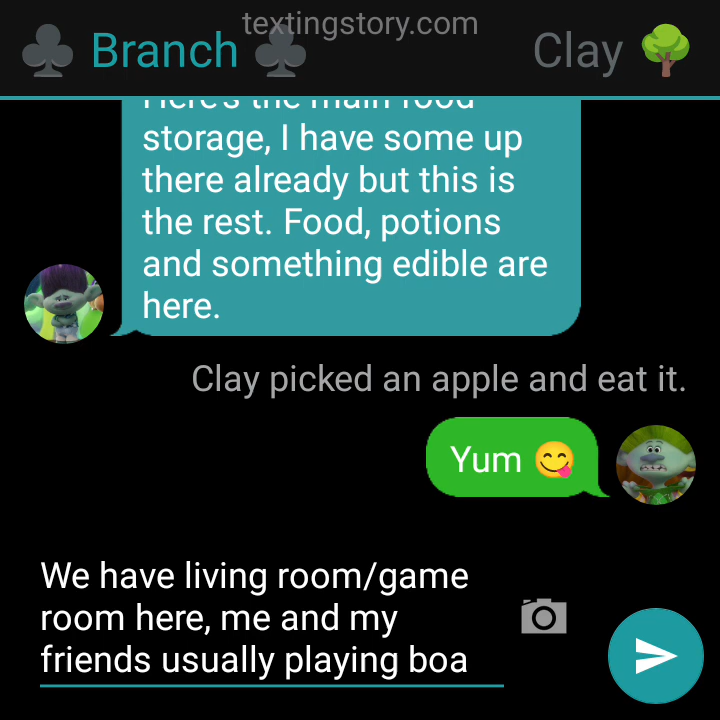 textingstory.com
♣ Branch ♣ Clay 🌳
Here's the main food
storage, I have some up
there already but this is
the rest. Food, potions
and something edible are
here.
Clay picked an apple and eat it.
Yum 😋
We have living room/game
room here, me and my
friends usually playing boa